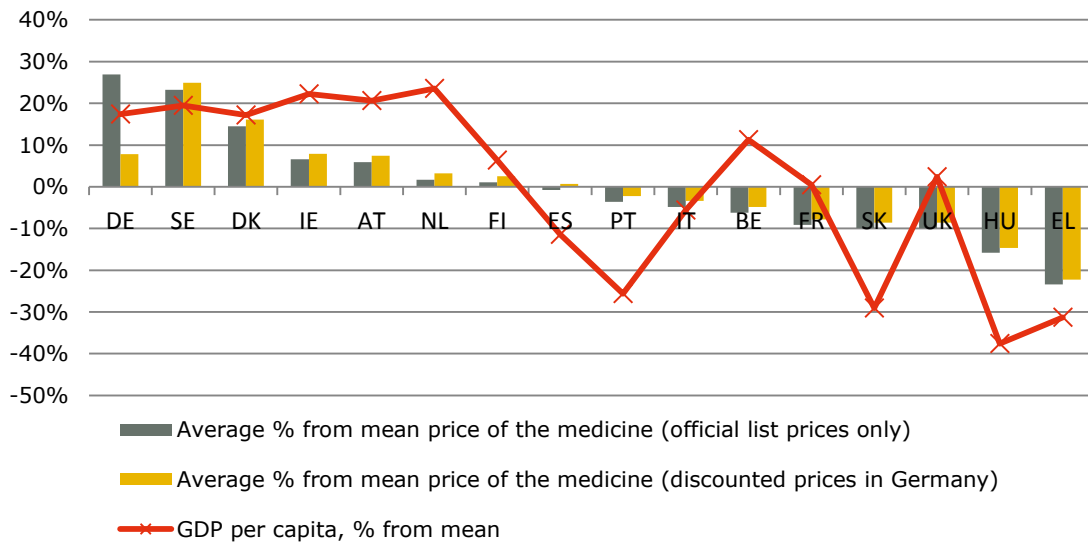 40%
30%
20%
10%
0%
-10%
-20%
-30%
-40%
-50%
DE SE DK IE AT NL FI ES PT IT BE FR SK UK HU EL
Average % from mean price of the medicine (official list prices only)
Average % from mean price of the medicine (discounted prices in Germany)
GDP per capita, % from mean